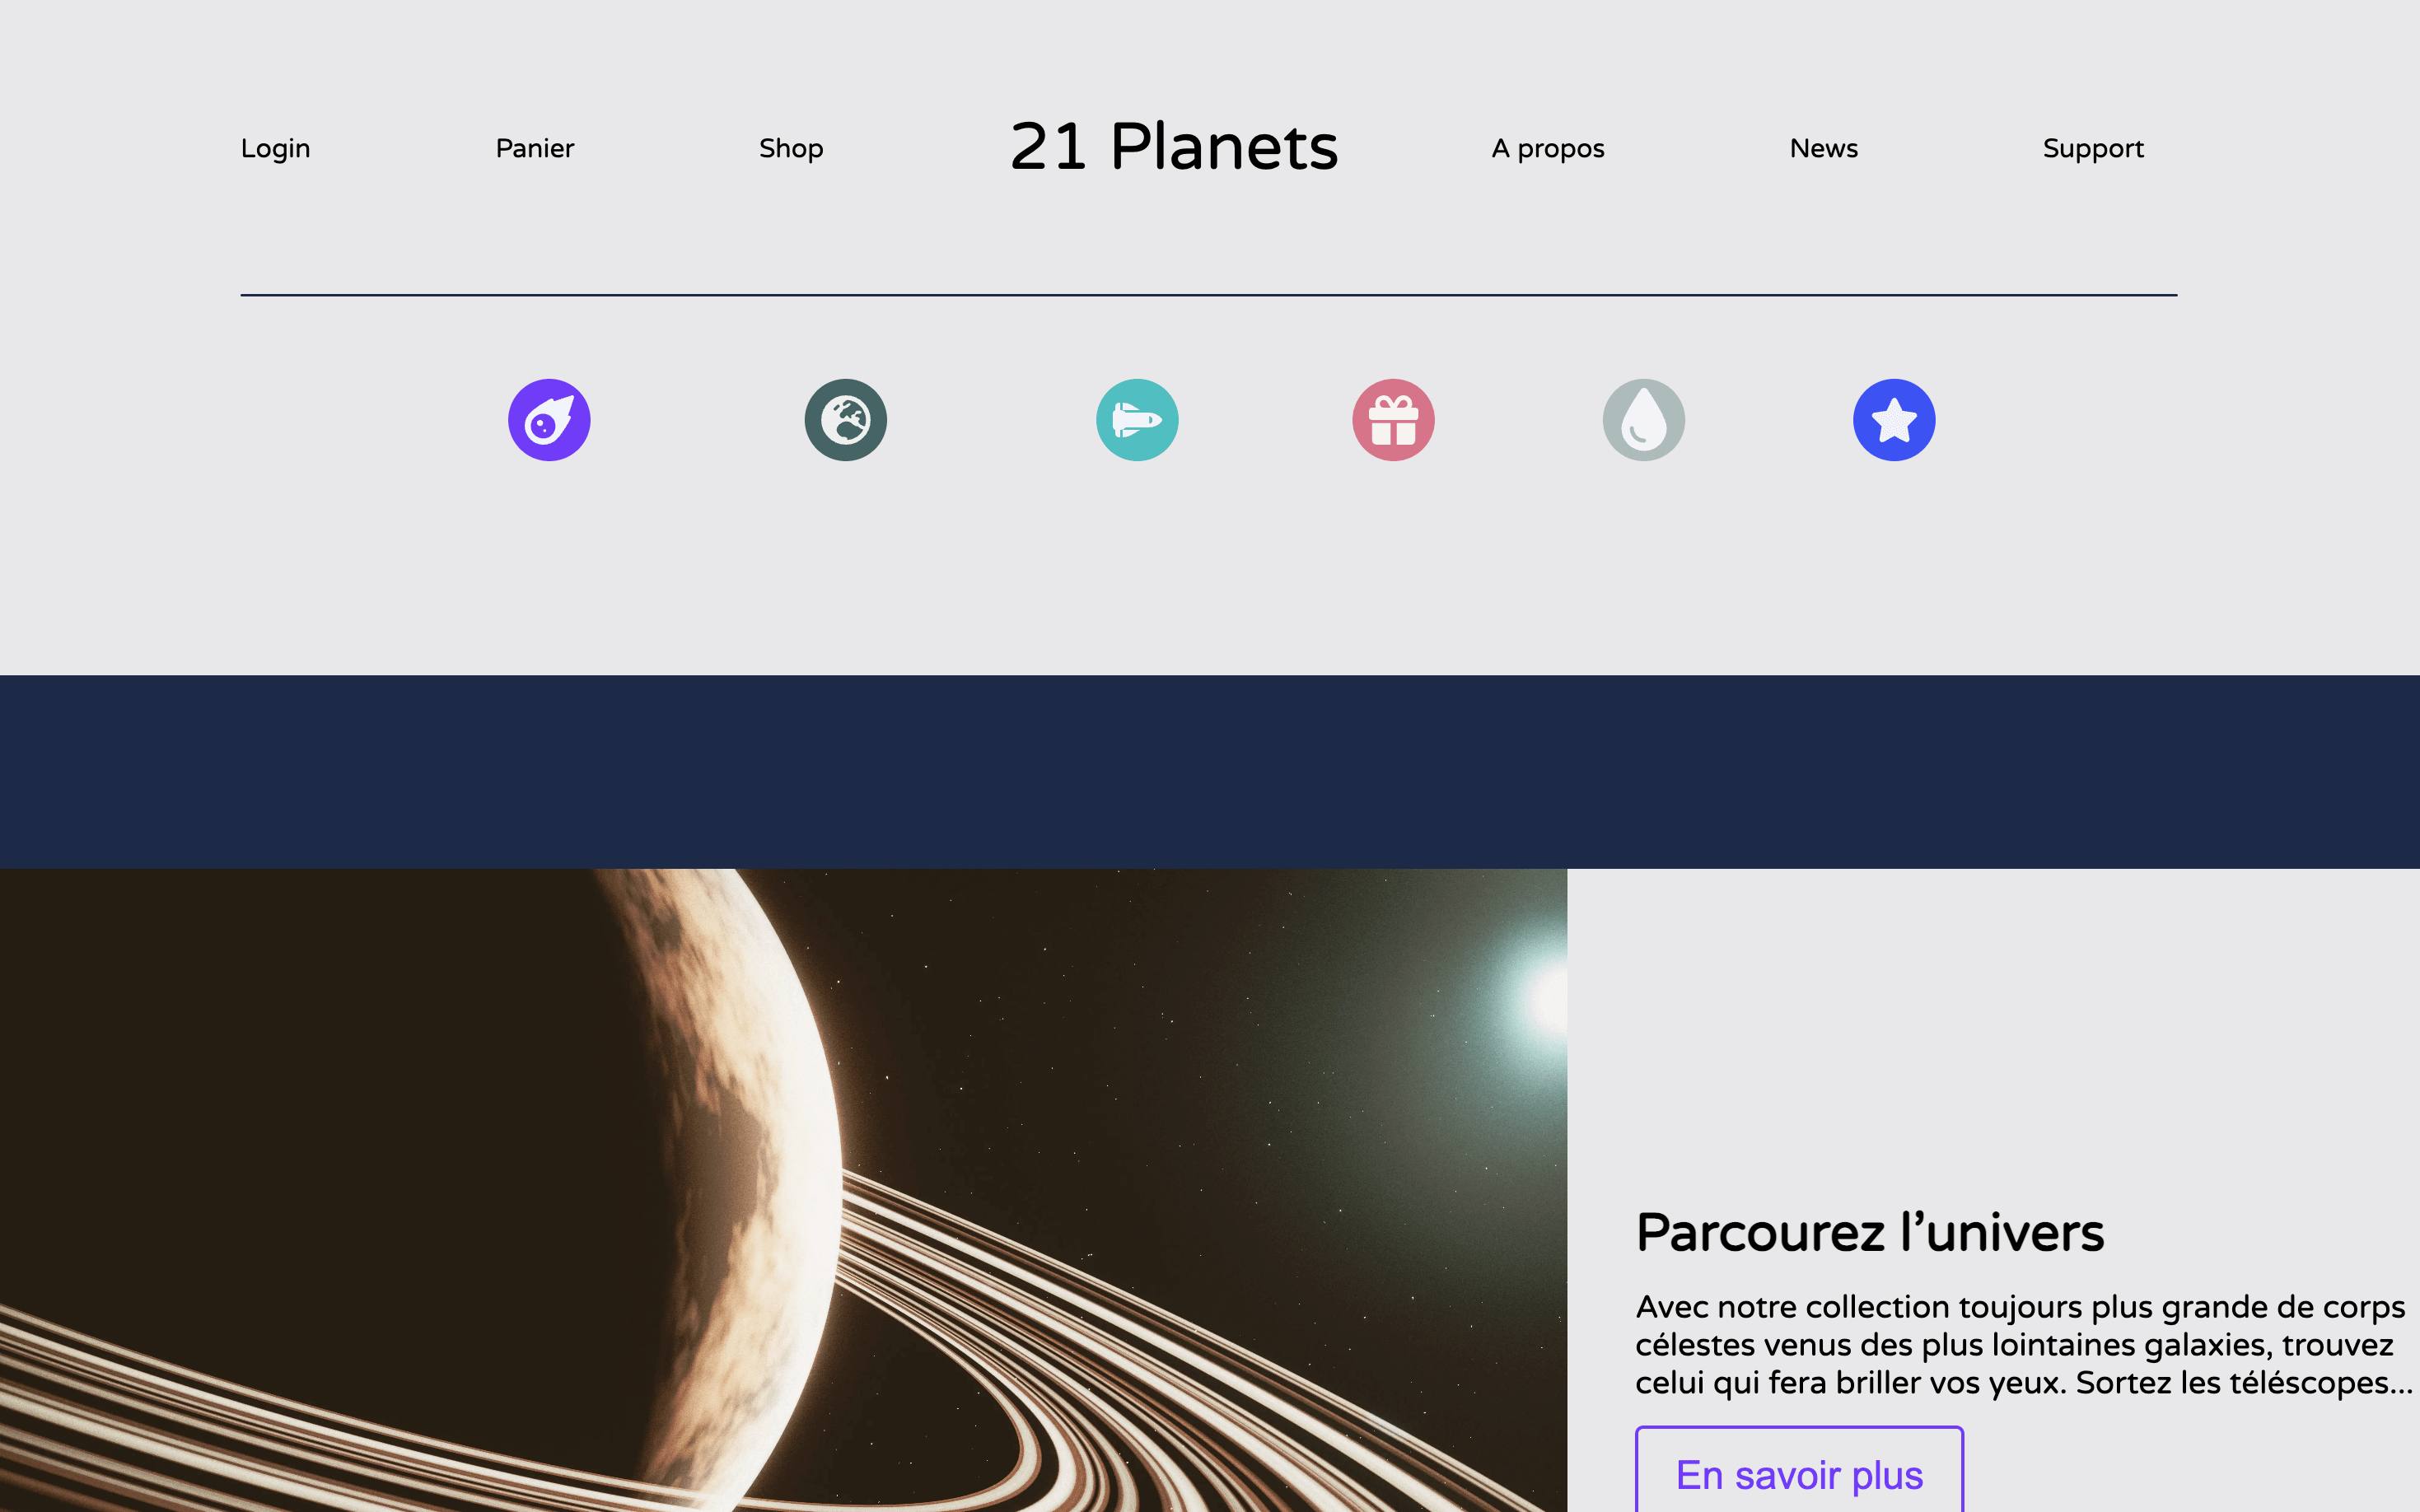 Login Panier Shop 21 Planets A propos News Support
Parcourez l’univers
Avec notre collection toujours plus grande de corps
célestes venus des plus lointaines galaxies, trouvez
celui qui fera briller vos yeux. Sortez les téléscopes...
En savoir plus